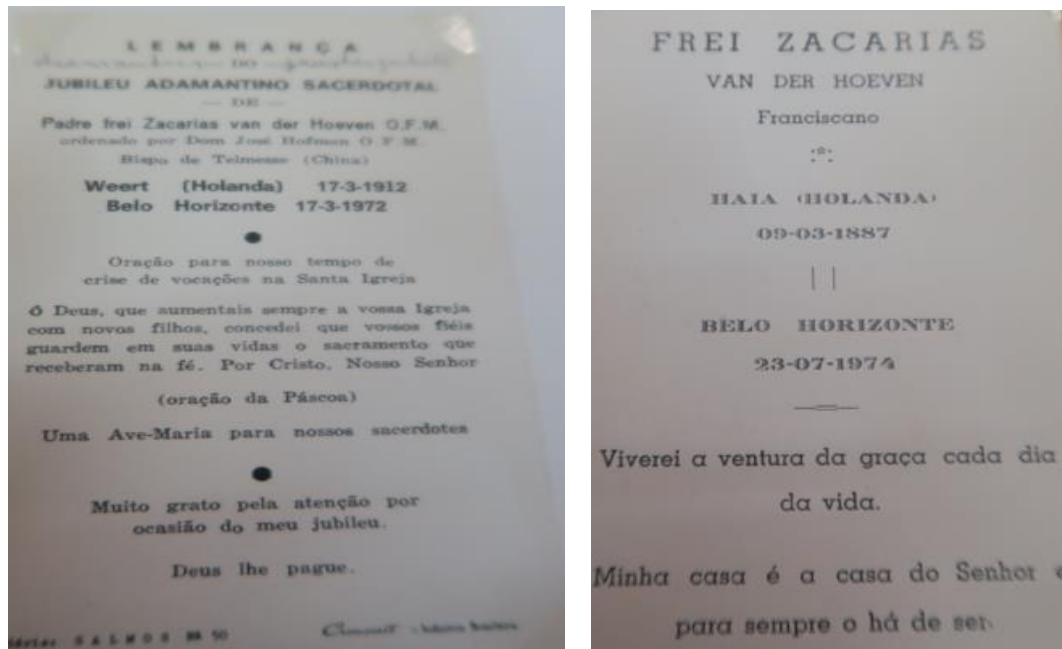 LEMBRANÇA
DO
JUBILEU ADAMANTINO SACERDOTAL
— DE —
Padre frei Zacarias van der Hoeven O.F.M.
ordenado por Dom José Hofman O.F.M.
Bispo de Telmesse (China)
Weert (Holanda) 17-3-1912
Belo Horizonte 17-3-1972
Oração para nosso tempo de
crise de vocações na Santa Igreja
ó Deus, que aumentais sempre a vossa Igreja
com novos filhos, concedei que vossos fiéis
guardem em suas vidas o sacramento que
receberam na fé. Por Cristo, Nosso Senhor
(oração da Páscoa)
Uma Ave-Maria para nossos sacerdotes
Muito grato pela atenção por
ocasião do meu jubileu.
Deus lhe pague.
SALMOS 50
FREI ZACARIAS
VAN DER HOEVEN
Franciscano
HAIA (HOLANDA)
09-03-1887
BELO HORIZONTE
23-07-1974
Viverei a ventura da graça cada dia
da vida.
Minha casa é a casa do Senhor e
para sempre o há de ser.